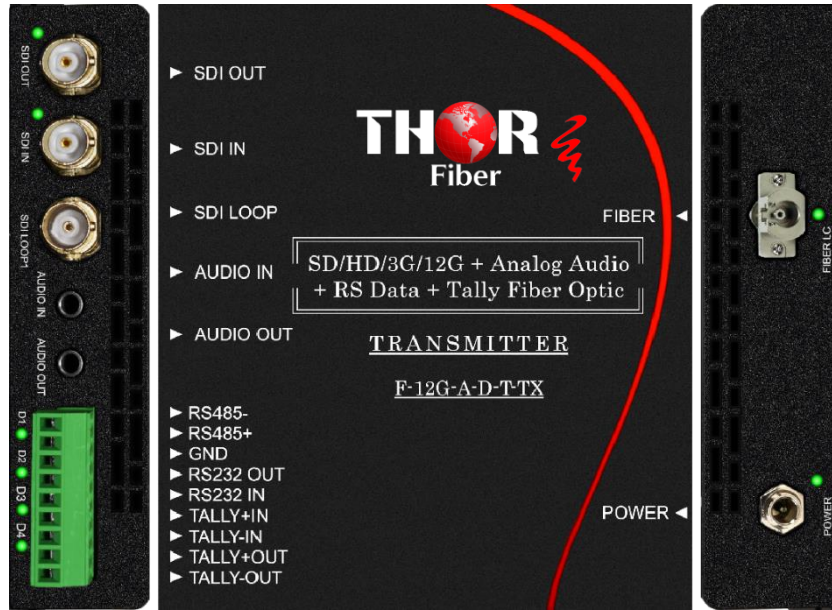 SDI OUT
SDI IN
SDI LOOP1
AUDIO IN
AUDIO OUT
D1
D2
D3
D4
► SDI OUT
► SDI IN
► SDI LOOP
► AUDIO IN
► AUDIO OUT
► RS485-
► RS485+
► GND
► RS232 OUT
► RS232 IN
► TALLY+IN
► TALLY-IN
► TALLY+OUT
► TALLY-OUT
THOR
Fiber
FIBER ◄
SD/HD/3G/12G + Analog Audio
+ RS Data + Tally Fiber Optic
TRANSMITTER
F-12G-A-D-T-TX
POWER ◄
FIBER LC
POWER